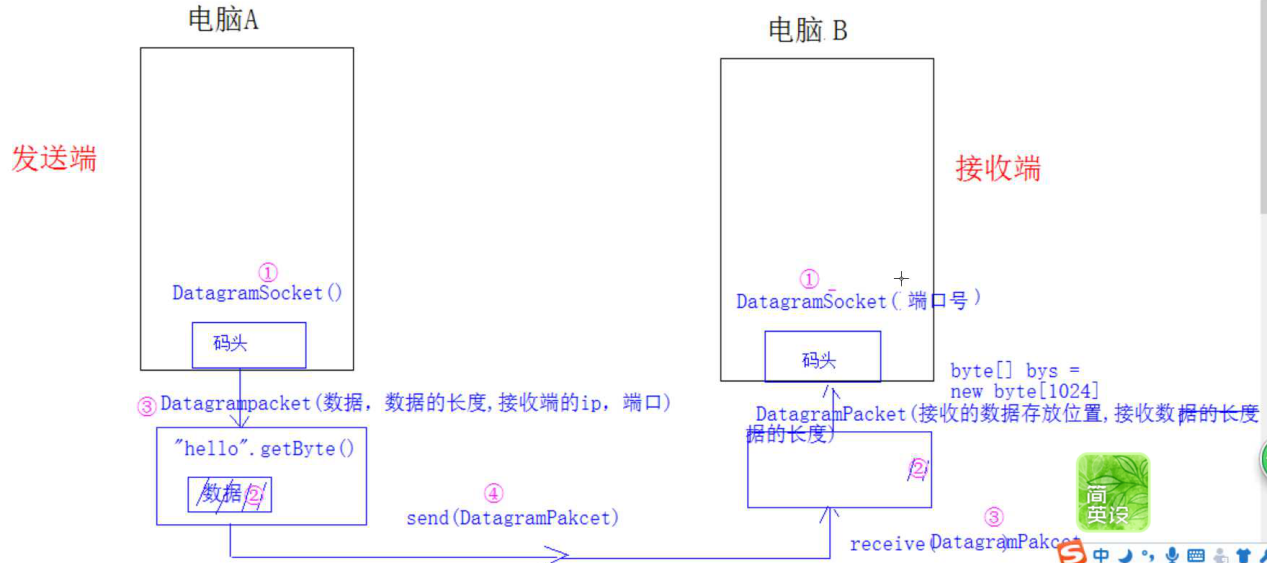 电脑A
电脑 B
发送端
接收端
①
DatagramSocket()
码头
③Datagrampacket(数据，数据的长度,接收端的ip，端口)
"hello".getByte()
数据②
④
send(DatagramPakcet)
①
DatagramSocket( 端口号 )
码头
byte[] bys =
new byte[1024]
DatagramPacket(接收的数据存放位置,接收数据的长度
据的长度)
②
③
receive(DatagramPakcet
简
英设
S中